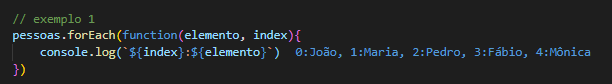 // exemplo 1
pessoas.forEach(function(elemento, index){
    console.log(`${index}:${elemento}`)  0:João, 1:Maria, 2:Pedro, 3:Fábio, 4:Mônica
})